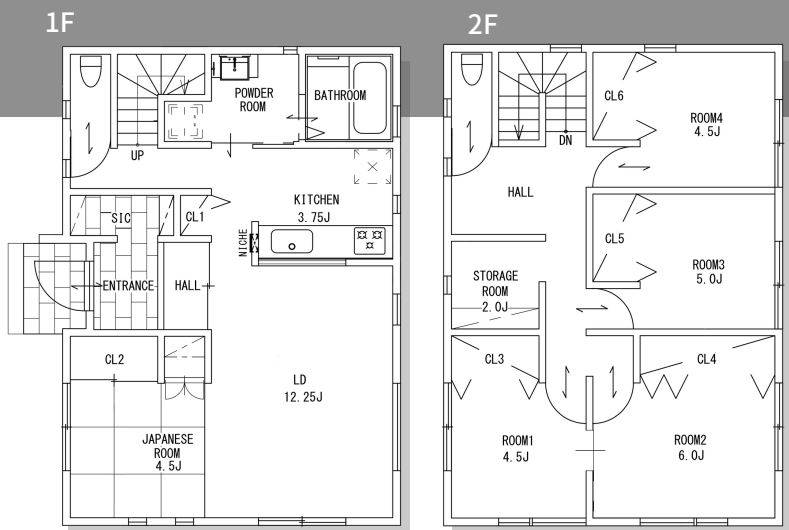 1F
POWDER
ROOM
BATHROOM
UP
KITCHEN
3.75J
SIC
CL1
NICHE
ENTRANCE
HALL
CL2
LD
12.25J
JAPANESE
ROOM
4.5J
2F
CL6
ROOM4
4.5J
DN
HALL
CL5
ROOM3
5.0J
STORAGE
ROOM
2.0J
CL3
CL4
ROOM1
4.5J
ROOM2
6.0J